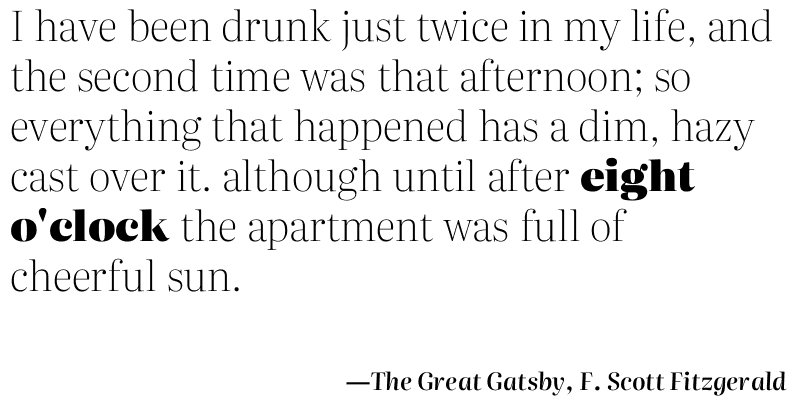 I have been drunk just twice in my life, and
the second time was that afternoon; so
everything that happened has a dim, hazy
cast over it. although until after eight
o'clock the apartment was full of
cheerful sun.
—The Great Gatsby, F. Scott Fitzgerald